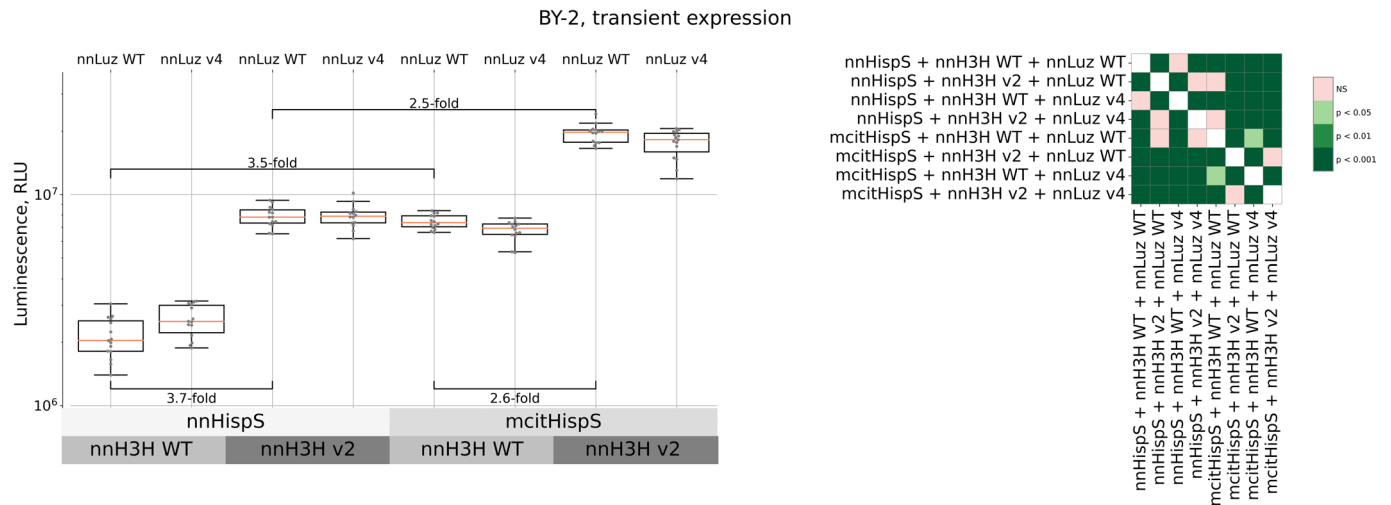 BY-2, transient expression
nnLuz WT nnLuz v4 nnLuz WT nnLuz v4 nnLuz WT nnLuz v4 nnLuz WT nnLuz v4
2.5-fold
3.5-fold
10⁷
Luminescence, RLU
10⁶
3.7-fold 2.6-fold
nnHispS mcitHispS
nnH3H WT nnH3H v2 nnH3H WT nnH3H v2
nnHispS + nnH3H WT + nnLuz WT
nnHispS + nnH3H v2 + nnLuz WT
nnHispS + nnH3H WT + nnLuz v4
nnHispS + nnH3H v2 + nnLuz v4
mcitHispS + nnH3H WT + nnLuz WT
mcitHispS + nnH3H v2 + nnLuz WT
mcitHispS + nnH3H WT + nnLuz v4
mcitHispS + nnH3H v2 + nnLuz v4
NS
p < 0.05
p < 0.01
p < 0.001
nnHispS + nnH3H WT + nnLuz WT
nnHispS + nnH3H v2 + nnLuz WT
nnHispS + nnH3H WT + nnLuz v4
nnHispS + nnH3H v2 + nnLuz v4
mcitHispS + nnH3H WT + nnLuz WT
mcitHispS + nnH3H v2 + nnLuz WT
mcitHispS + nnH3H WT + nnLuz v4
mcitHispS + nnH3H v2 + nnLuz v4